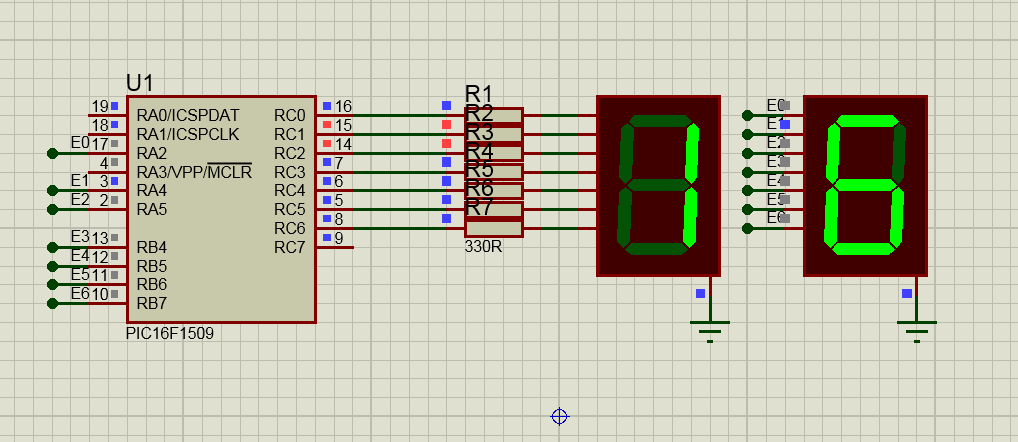 U1
19 RA0/ICSPDAT RC0 16
18 RA1/ICSPCLK RC1 15
E0 17 RA2 RC2 14
4 RA3/VPP/MCLR RC3 7
E1 3 RA4 RC4 6
E2 2 RA5 RC5 5
RC6 8
E3 13 RB4 RC7 9
E4 12 RB5
E5 11 RB6
E6 10 RB7
PIC16F1509
R1
R2
R3
R4
R5
R6
R7
330R
1
E0
E1
E2
E3
E4
E5
E6
6